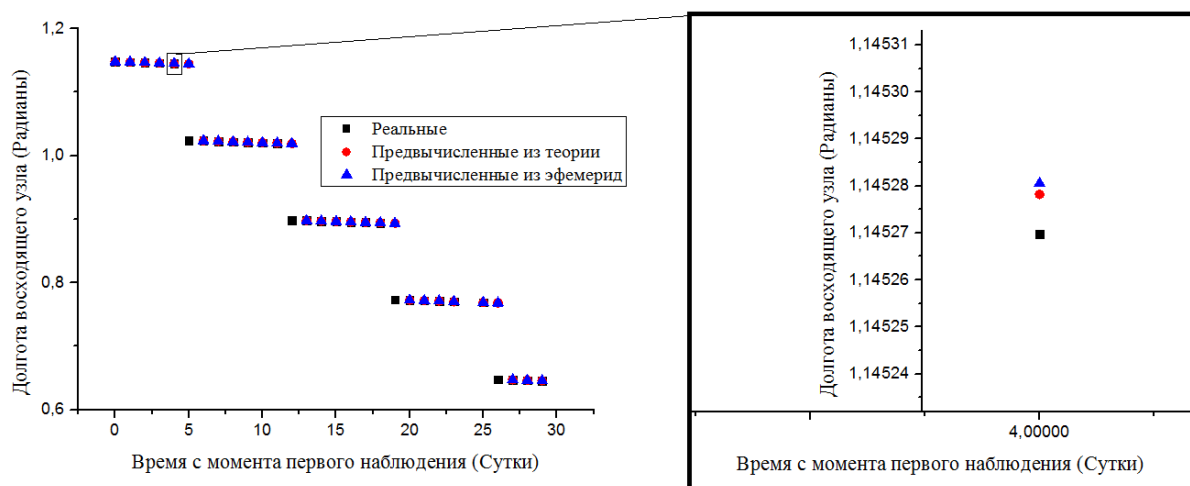 1,2
1,0
0,8
0,6
Долгота восходящего узла (Радианы)
Реальные
Предвычисленные из теории
Предвычисленные из эфемерид
0 5 10 15 20 25 30
Время с момента первого наблюдения (Сутки)
1,14531
1,14530
1,14529
1,14528
1,14527
1,14526
1,14525
1,14524
Долгота восходящего узла (Радианы)
4,00000
Время с момента первого наблюдения (Сутки)